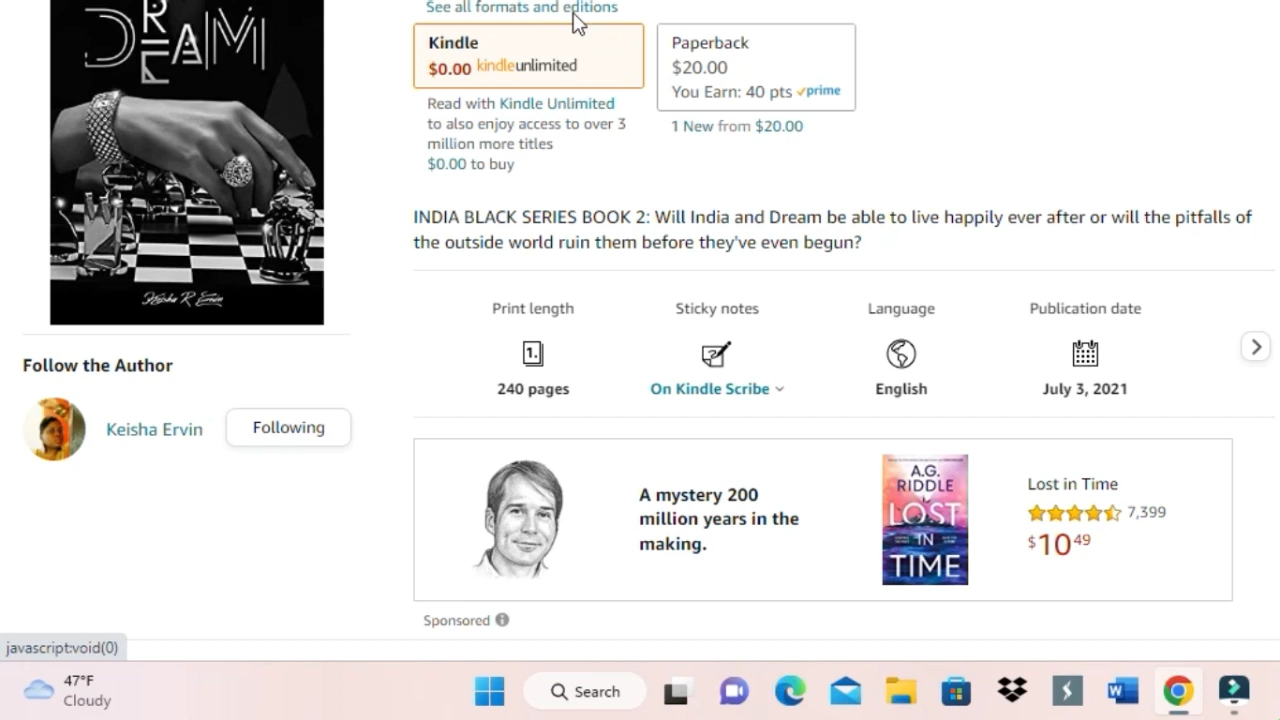 DREAM
Keisha R Ervin
Follow the Author
Keisha Ervin
Following
See all formats and editions
Kindle
$0.00 kindleunlimited
Read with Kindle Unlimited
to also enjoy access to over 3
million more titles
$0.00 to buy
Paperback
$20.00
You Earn: 40 pts prime
1 New from $20.00
INDIA BLACK SERIES BOOK 2: Will India and Dream be able to live happily ever after or will the pitfalls of
the outside world ruin them before they've even begun?
Print length
1.
240 pages
Sticky notes
On Kindle Scribe
Language
English
Publication date
July 3, 2021
A mystery 200
million years in the
making.
A.G.
RIDDLE
LOST
IN
TIME
Lost in Time
7,399
$10 49
Sponsored
javascript:void(0)
47°F
Cloudy
Search
W